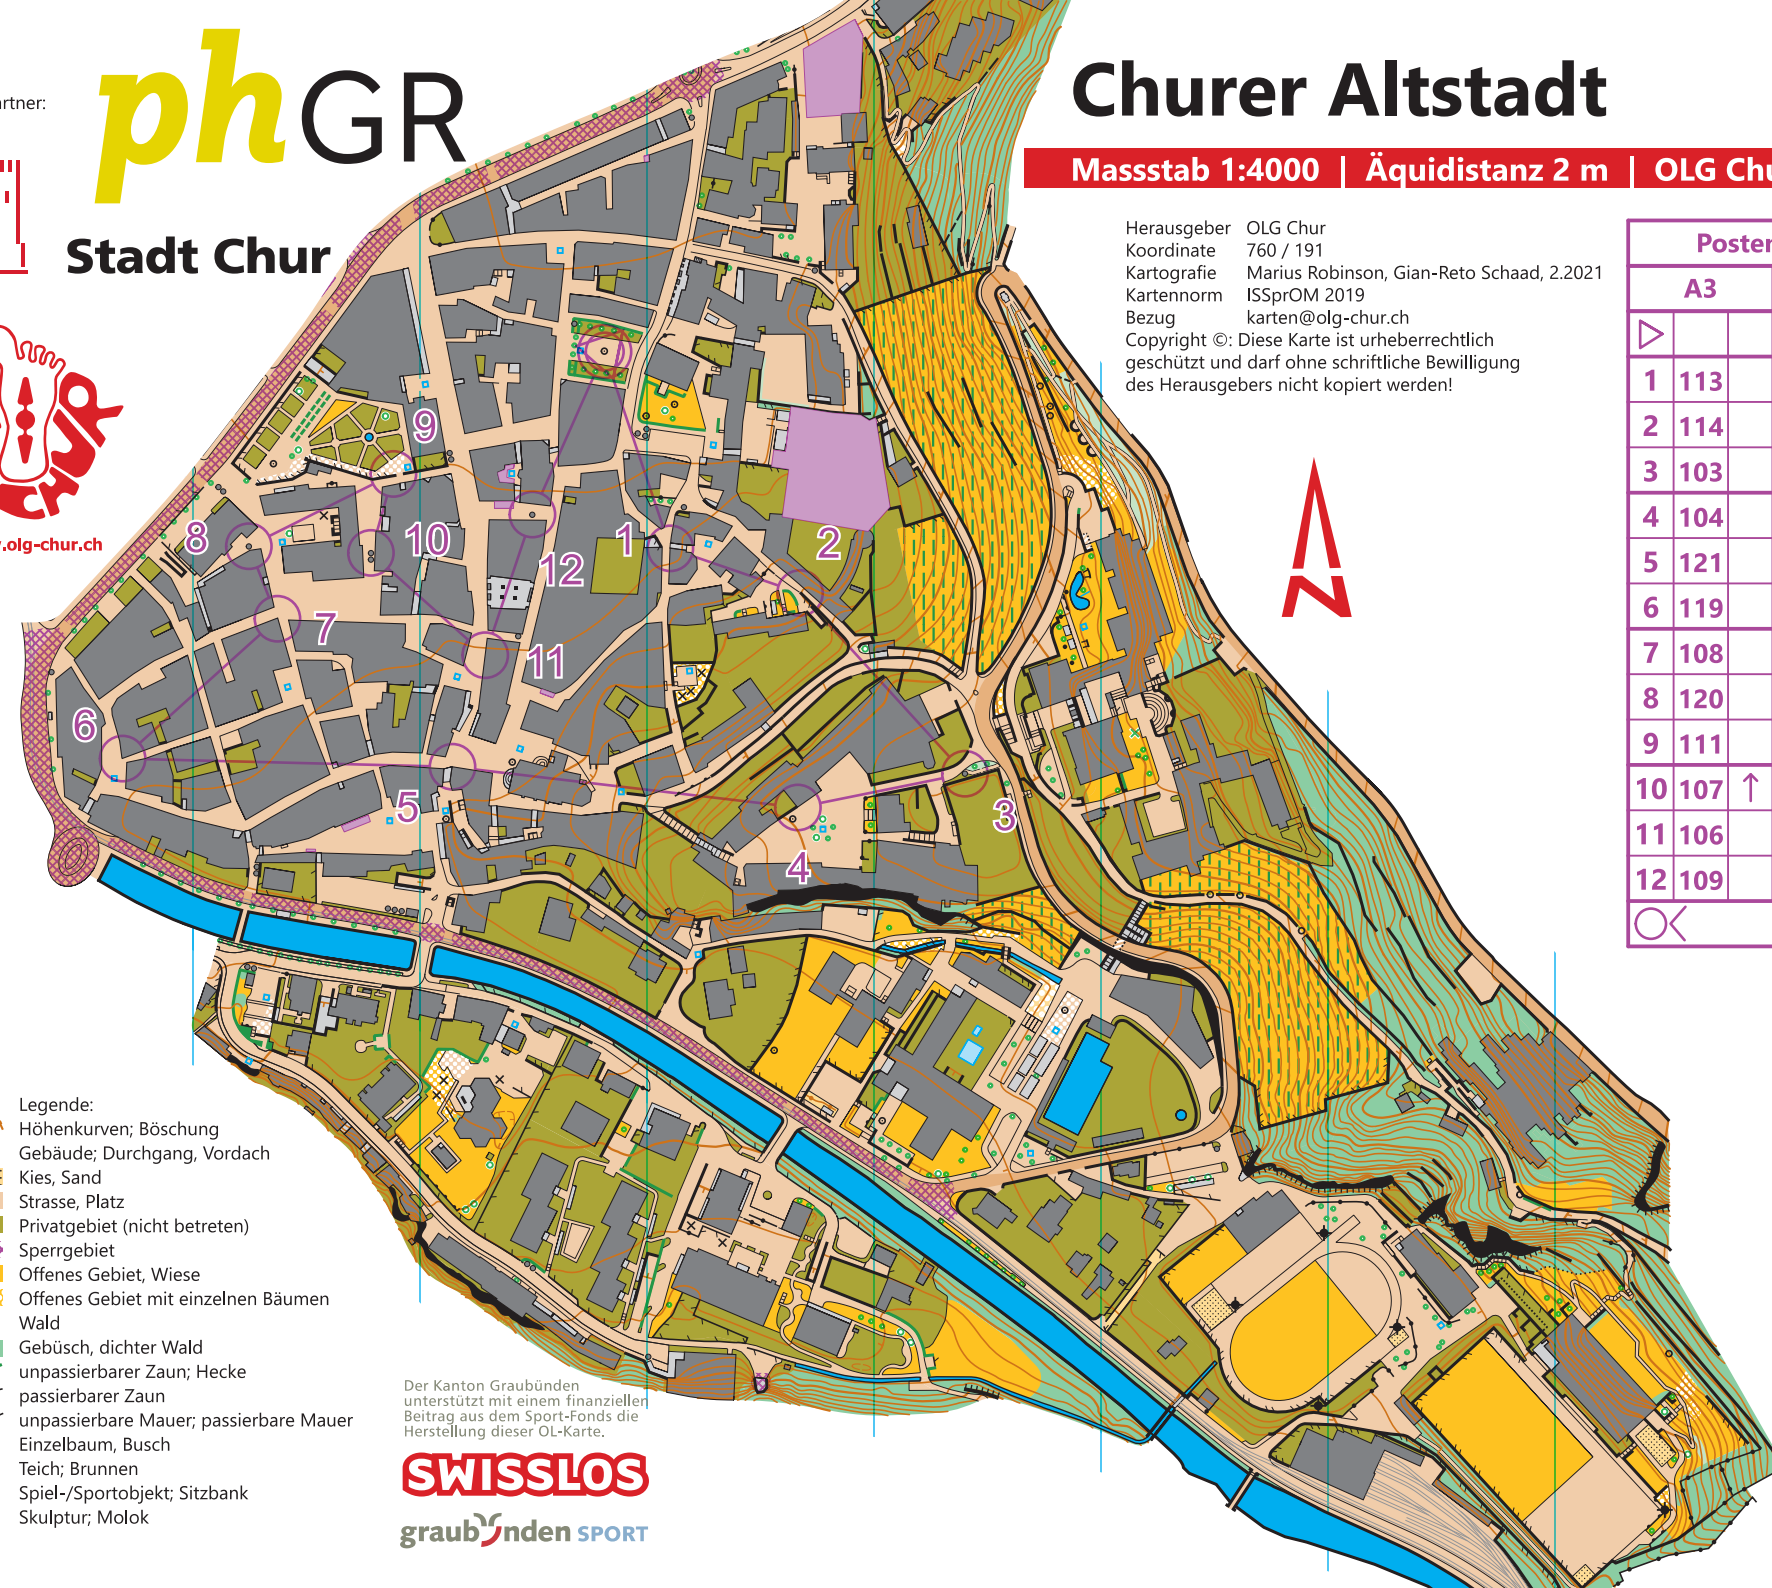 artner:
phGR
Stadt Chur
CHUR
w.olg-chur.ch
Churer Altstadt
Massstab 1:4000 | Äquidistanz 2 m | OLG Chu
Herausgeber OLG Chur
Koordinate 760 / 191
Kartografie Marius Robinson, Gian-Reto Schaad, 2.2021
Kartennorm ISSprOM 2019
Bezug karten@olg-chur.ch
Copyright ©: Diese Karte ist urheberrechtlich
geschützt und darf ohne schriftliche Bewilligung
des Herausgebers nicht kopiert werden!
Poster
A3
1 113
2 114
3 103
4 104
5 121
6 119
7 108
8 120
9 111
10 107 ↑
11 106
12 109
9
8
10
1
2
12
7
11
6
5
3
4
N
Legende:
Höhenkurven; Böschung
Gebäude; Durchgang, Vordach
Kies, Sand
Strasse, Platz
Privatgebiet (nicht betreten)
Sperrgebiet
Offenes Gebiet, Wiese
Offenes Gebiet mit einzelnen Bäumen
Wald
Gebüsch, dichter Wald
unpassierbarer Zaun; Hecke
passierbarer Zaun
unpassierbare Mauer; passierbare Mauer
Einzelbaum, Busch
Teich; Brunnen
Spiel-/Sportobjekt; Sitzbank
Skulptur; Molok
Der Kanton Graubünden
unterstützt mit einem finanziellen
Beitrag aus dem Sport-Fonds die
Herstellung dieser OL-Karte.
SWISSLOS
graubünden SPORT